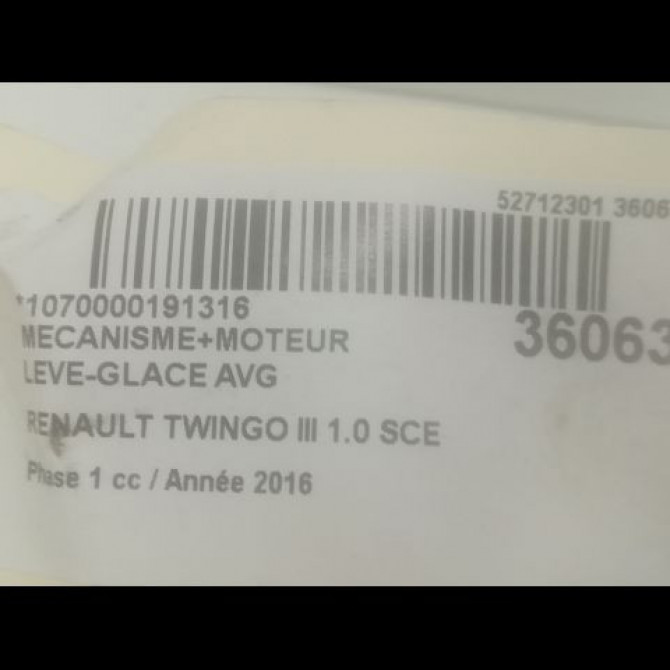 52712301 3606
*1070000191316
36063
MECANISME+MOTEUR
LEVE-GLACE AVG
RENAULT TWINGO III 1.0 SCE
Phase 1 cc / Année 2016